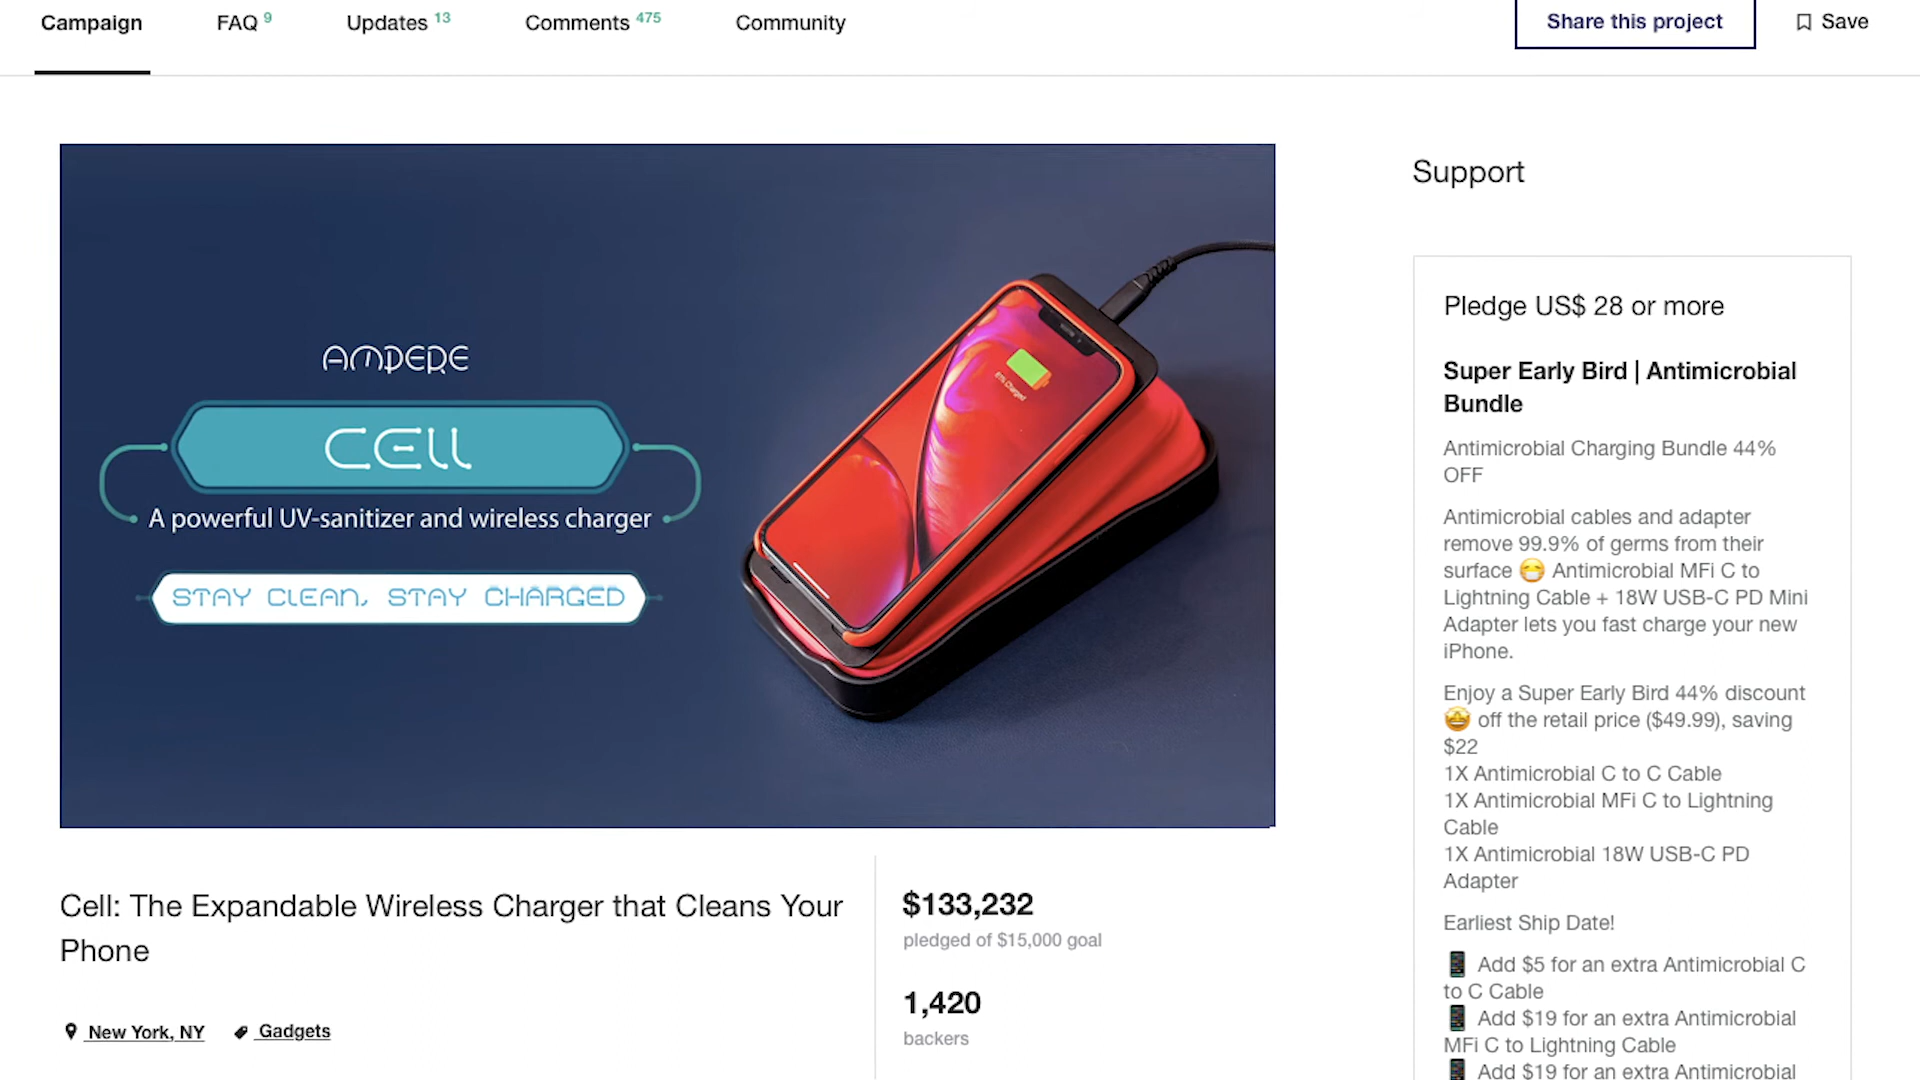 Campaign
FAQ 9
Updates 13
Comments 475
Community
Share this project
Save
AMPERE
CELL
A powerful UV-sanitizer and wireless charger
STAY CLEAN, STAY CHARGED
81% Charged
Cell: The Expandable Wireless Charger that Cleans Your
Phone
New York, NY
Gadgets
$133,232
pledged of $15,000 goal
1,420
backers
Support
Pledge US$ 28 or more
Super Early Bird | Antimicrobial
Bundle
Antimicrobial Charging Bundle 44%
OFF
Antimicrobial cables and adapter
remove 99.9% of germs from their
surface 😷 Antimicrobial MFi C to
Lightning Cable + 18W USB-C PD Mini
Adapter lets you fast charge your new
iPhone.
Enjoy a Super Early Bird 44% discount
🤩 off the retail price ($49.99), saving
$22
1X Antimicrobial C to C Cable
1X Antimicrobial MFi C to Lightning
Cable
1X Antimicrobial 18W USB-C PD
Adapter
Earliest Ship Date!
📱 Add $5 for an extra Antimicrobial C
to C Cable
📱 Add $19 for an extra Antimicrobial
MFi C to Lightning Cable
📱 Add $19 for an extra Antimicrobial